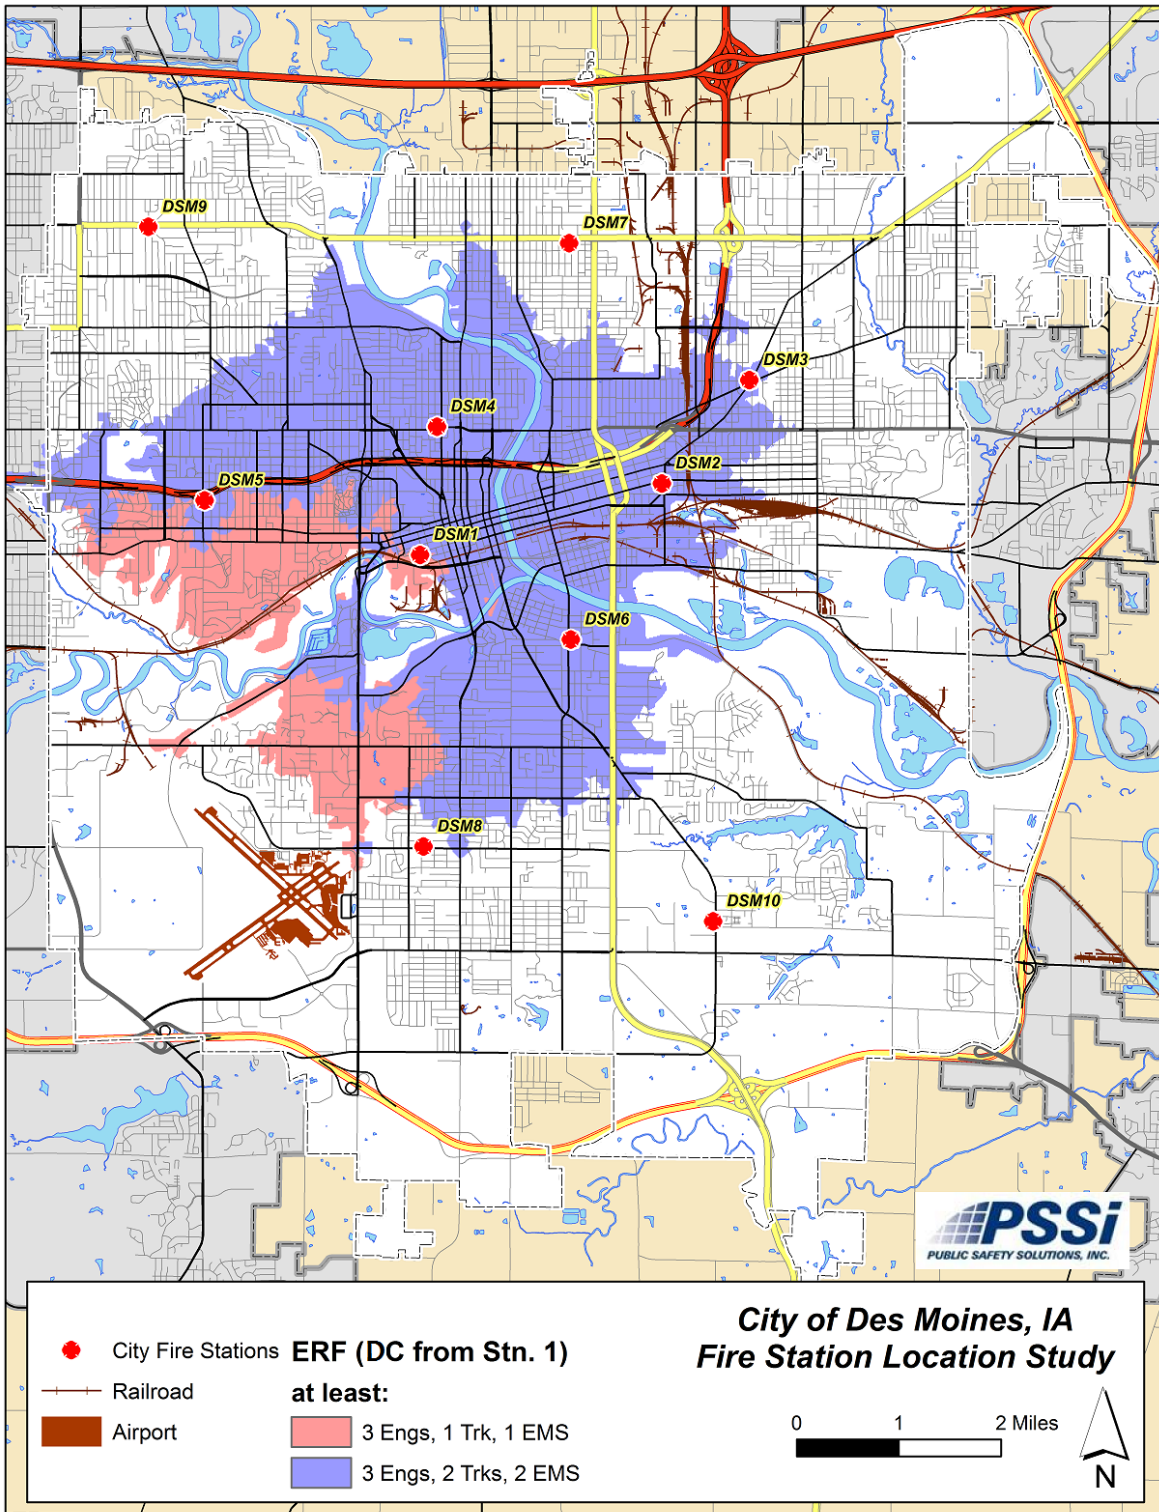 DSM9
DSM7
DSM3
DSM4
DSM2
DSM5
DSM1
DSM6
DSM8
DSM10
PSSi
PUBLIC SAFETY SOLUTIONS, INC.
City of Des Moines, IA
Fire Station Location Study
City Fire Stations
Railroad
Airport
ERF (DC from Stn. 1)
at least:
3 Engs, 1 Trk, 1 EMS
3 Engs, 2 Trks, 2 EMS
0 1 2 Miles
N